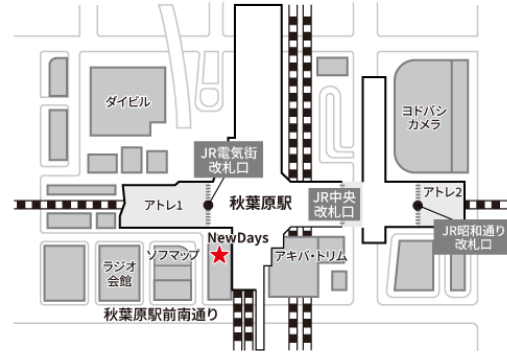 ダイビル
ヨドバシ
カメラ
JR電気街
改札口
アトレ1
秋葉原駅
JR中央
改札口
アトレ2
JR昭和通り
改札口
NewDays
ラジオ
会館
ソフマップ
アキバ・トリム
秋葉原駅前南通り